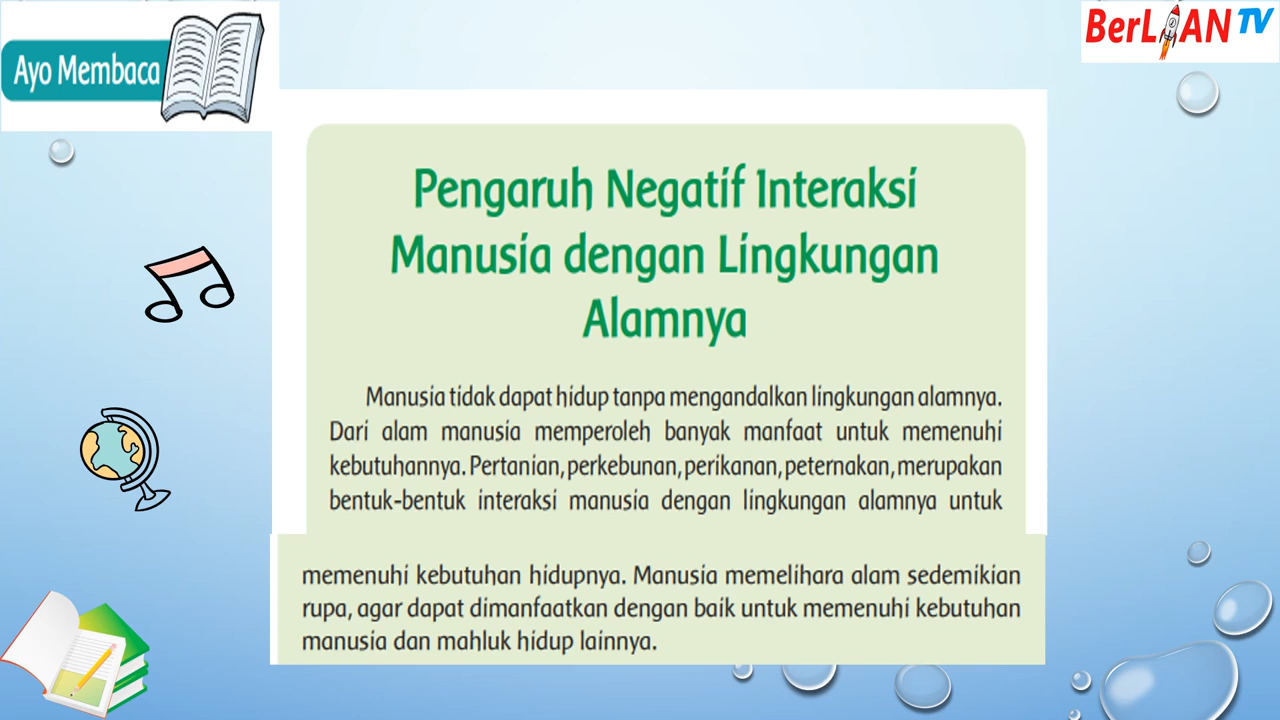 Ayo Membaca
BerLIAN TV
Pengaruh Negatif Interaksi
Manusia dengan Lingkungan
Alamnya
Manusia tidak dapat hidup tanpa mengandalkan lingkungan alamnya.
Dari alam manusia memperoleh banyak manfaat untuk memenuhi
kebutuhannya. Pertanian, perkebunan, perikanan, peternakan, merupakan
bentuk-bentuk interaksi manusia dengan lingkungan alamnya untuk
memenuhi kebutuhan hidupnya. Manusia memelihara alam sedemikian
rupa, agar dapat dimanfaatkan dengan baik untuk memenuhi kebutuhan
manusia dan mahluk hidup lainnya.